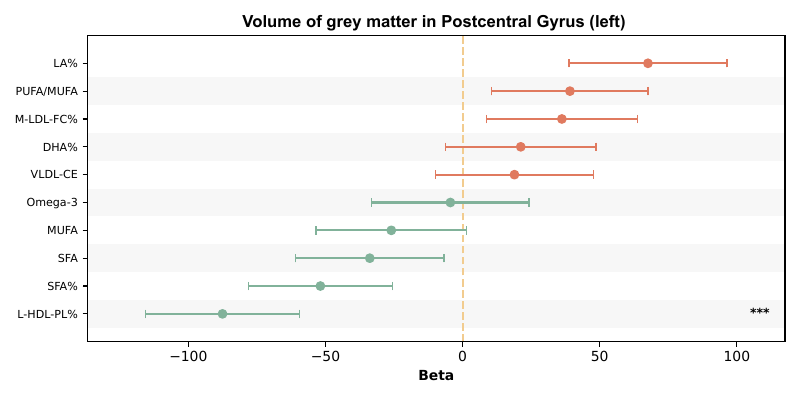 Volume of grey matter in Postcentral Gyrus (left)
LA%
PUFA/MUFA
M-LDL-FC%
DHA%
VLDL-CE
Omega-3
MUFA
SFA
SFA%
L-HDL-PL%
***
−100 −50 0 50 100
Beta